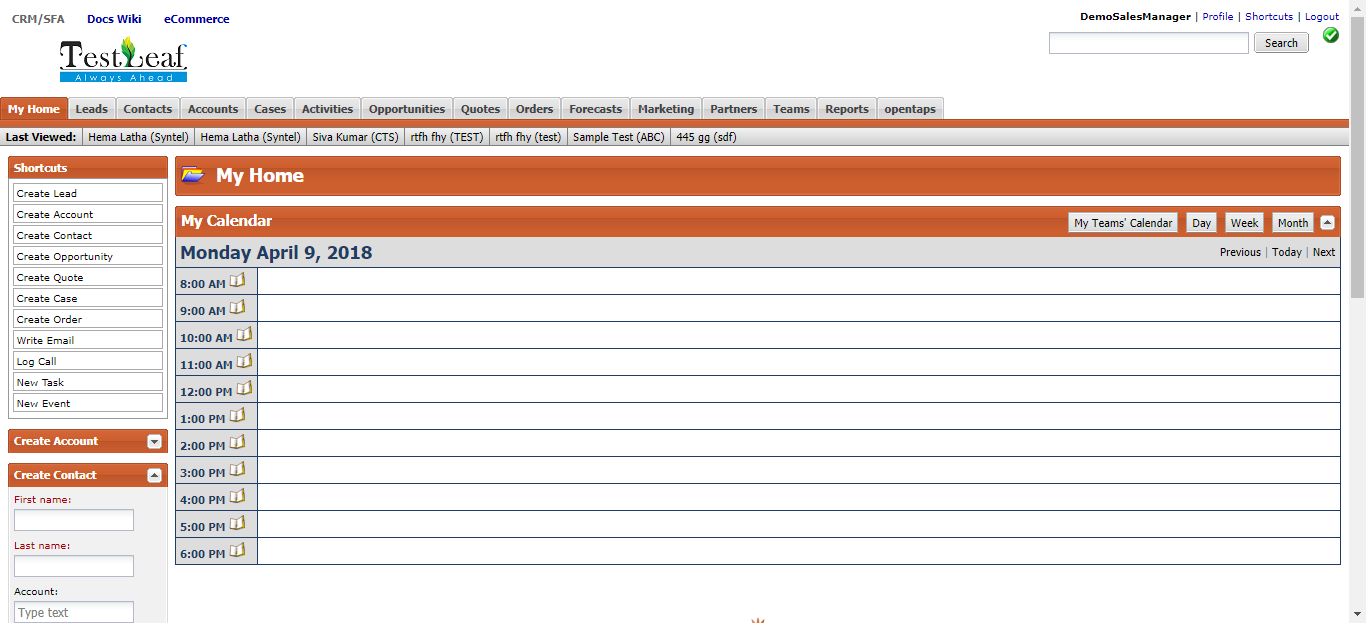 CRM/SFA Docs Wiki eCommerce
DemoSalesManager | Profile | Shortcuts | Logout
Search
TestLeaf
Always Ahead
My Home Leads Contacts Accounts Cases Activities Opportunities Quotes Orders Forecasts Marketing Partners Teams Reports opentaps
Last Viewed: Hema Latha (Syntel) Hema Latha (Syntel) Siva Kumar (CTS) rtfh fhy (TEST) rtfh fhy (test) Sample Test (ABC) 445 gg (sdf)
Shortcuts
Create Lead
Create Account
Create Contact
Create Opportunity
Create Quote
Create Case
Create Order
Write Email
Log Call
New Task
New Event
Create Account
Create Contact
First name:
Last name:
Account:
Type text
My Home
My Calendar
My Teams' Calendar Day Week Month
Monday April 9, 2018
Previous | Today | Next
8:00 AM
9:00 AM
10:00 AM
11:00 AM
12:00 PM
1:00 PM
2:00 PM
3:00 PM
4:00 PM
5:00 PM
6:00 PM